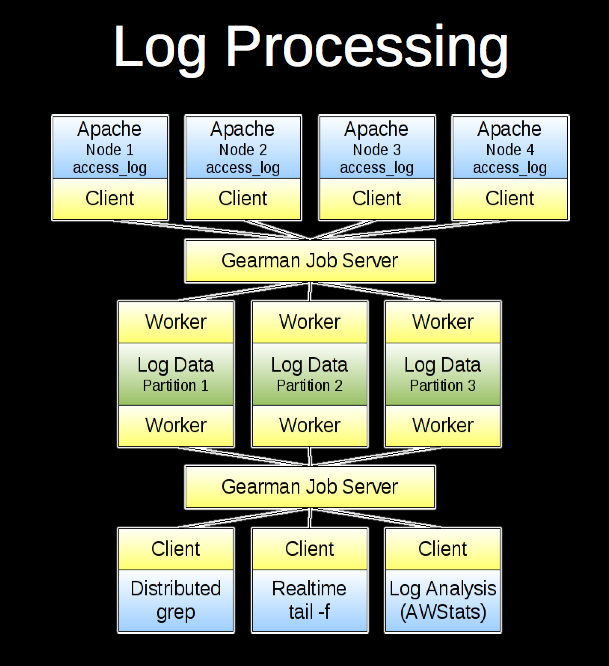 Log Processing
Apache
Node 1
access_log
Client
Apache
Node 2
access_log
Client
Apache
Node 3
access_log
Client
Apache
Node 4
access_log
Client
Gearman Job Server
Worker
Log Data
Partition 1
Worker
Worker
Log Data
Partition 2
Worker
Worker
Log Data
Partition 3
Worker
Gearman Job Server
Client
Distributed
grep
Client
Realtime
tail -f
Client
Log Analysis
(AWStats)